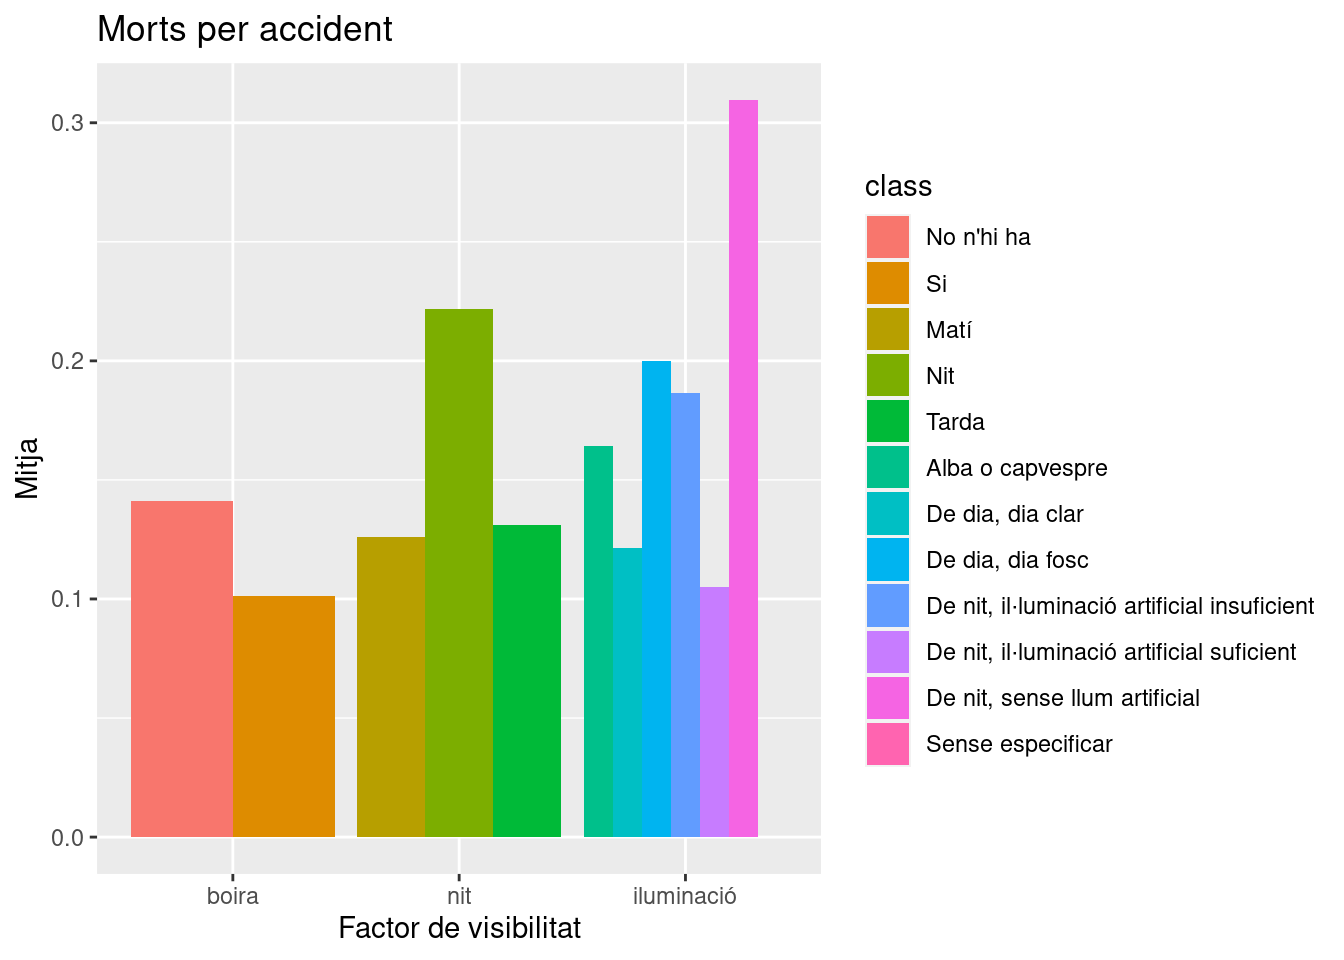 Morts per accident
0.3
0.2
0.1
0.0
Mitja
boira
nit
iluminació
Factor de visibilitat
class
No n'hi ha
Si
Matí
Nit
Tarda
Alba o capvespre
De dia, dia clar
De dia, dia fosc
De nit, il·luminació artificial insuficient
De nit, il·luminació artificial suficient
De nit, sense llum artificial
Sense especificar